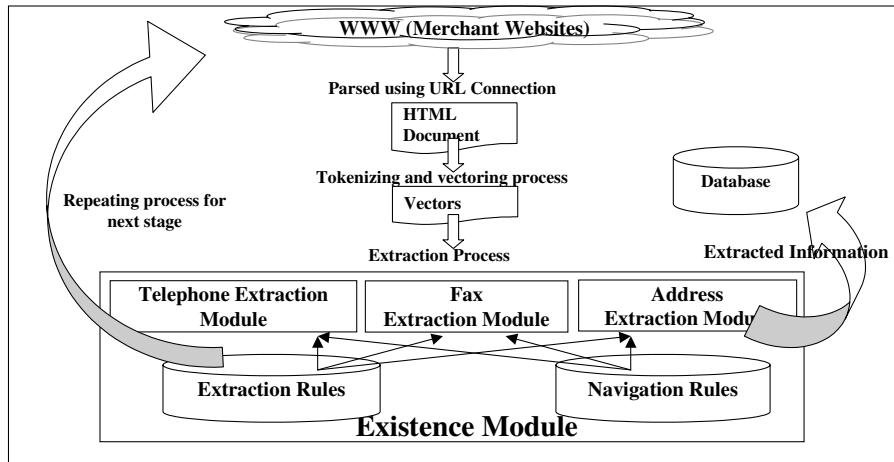 WWW (Merchant Websites)
Parsed using URL Connection
HTML
Document
Tokenizing and vectoring process
Vectors
Extraction Process
Repeating process for
next stage
Database
Extracted Information
Telephone Extraction
Module
Fax
Extraction Module
Address
Extraction Modu
Extraction Rules
Navigation Rules
Existence Module